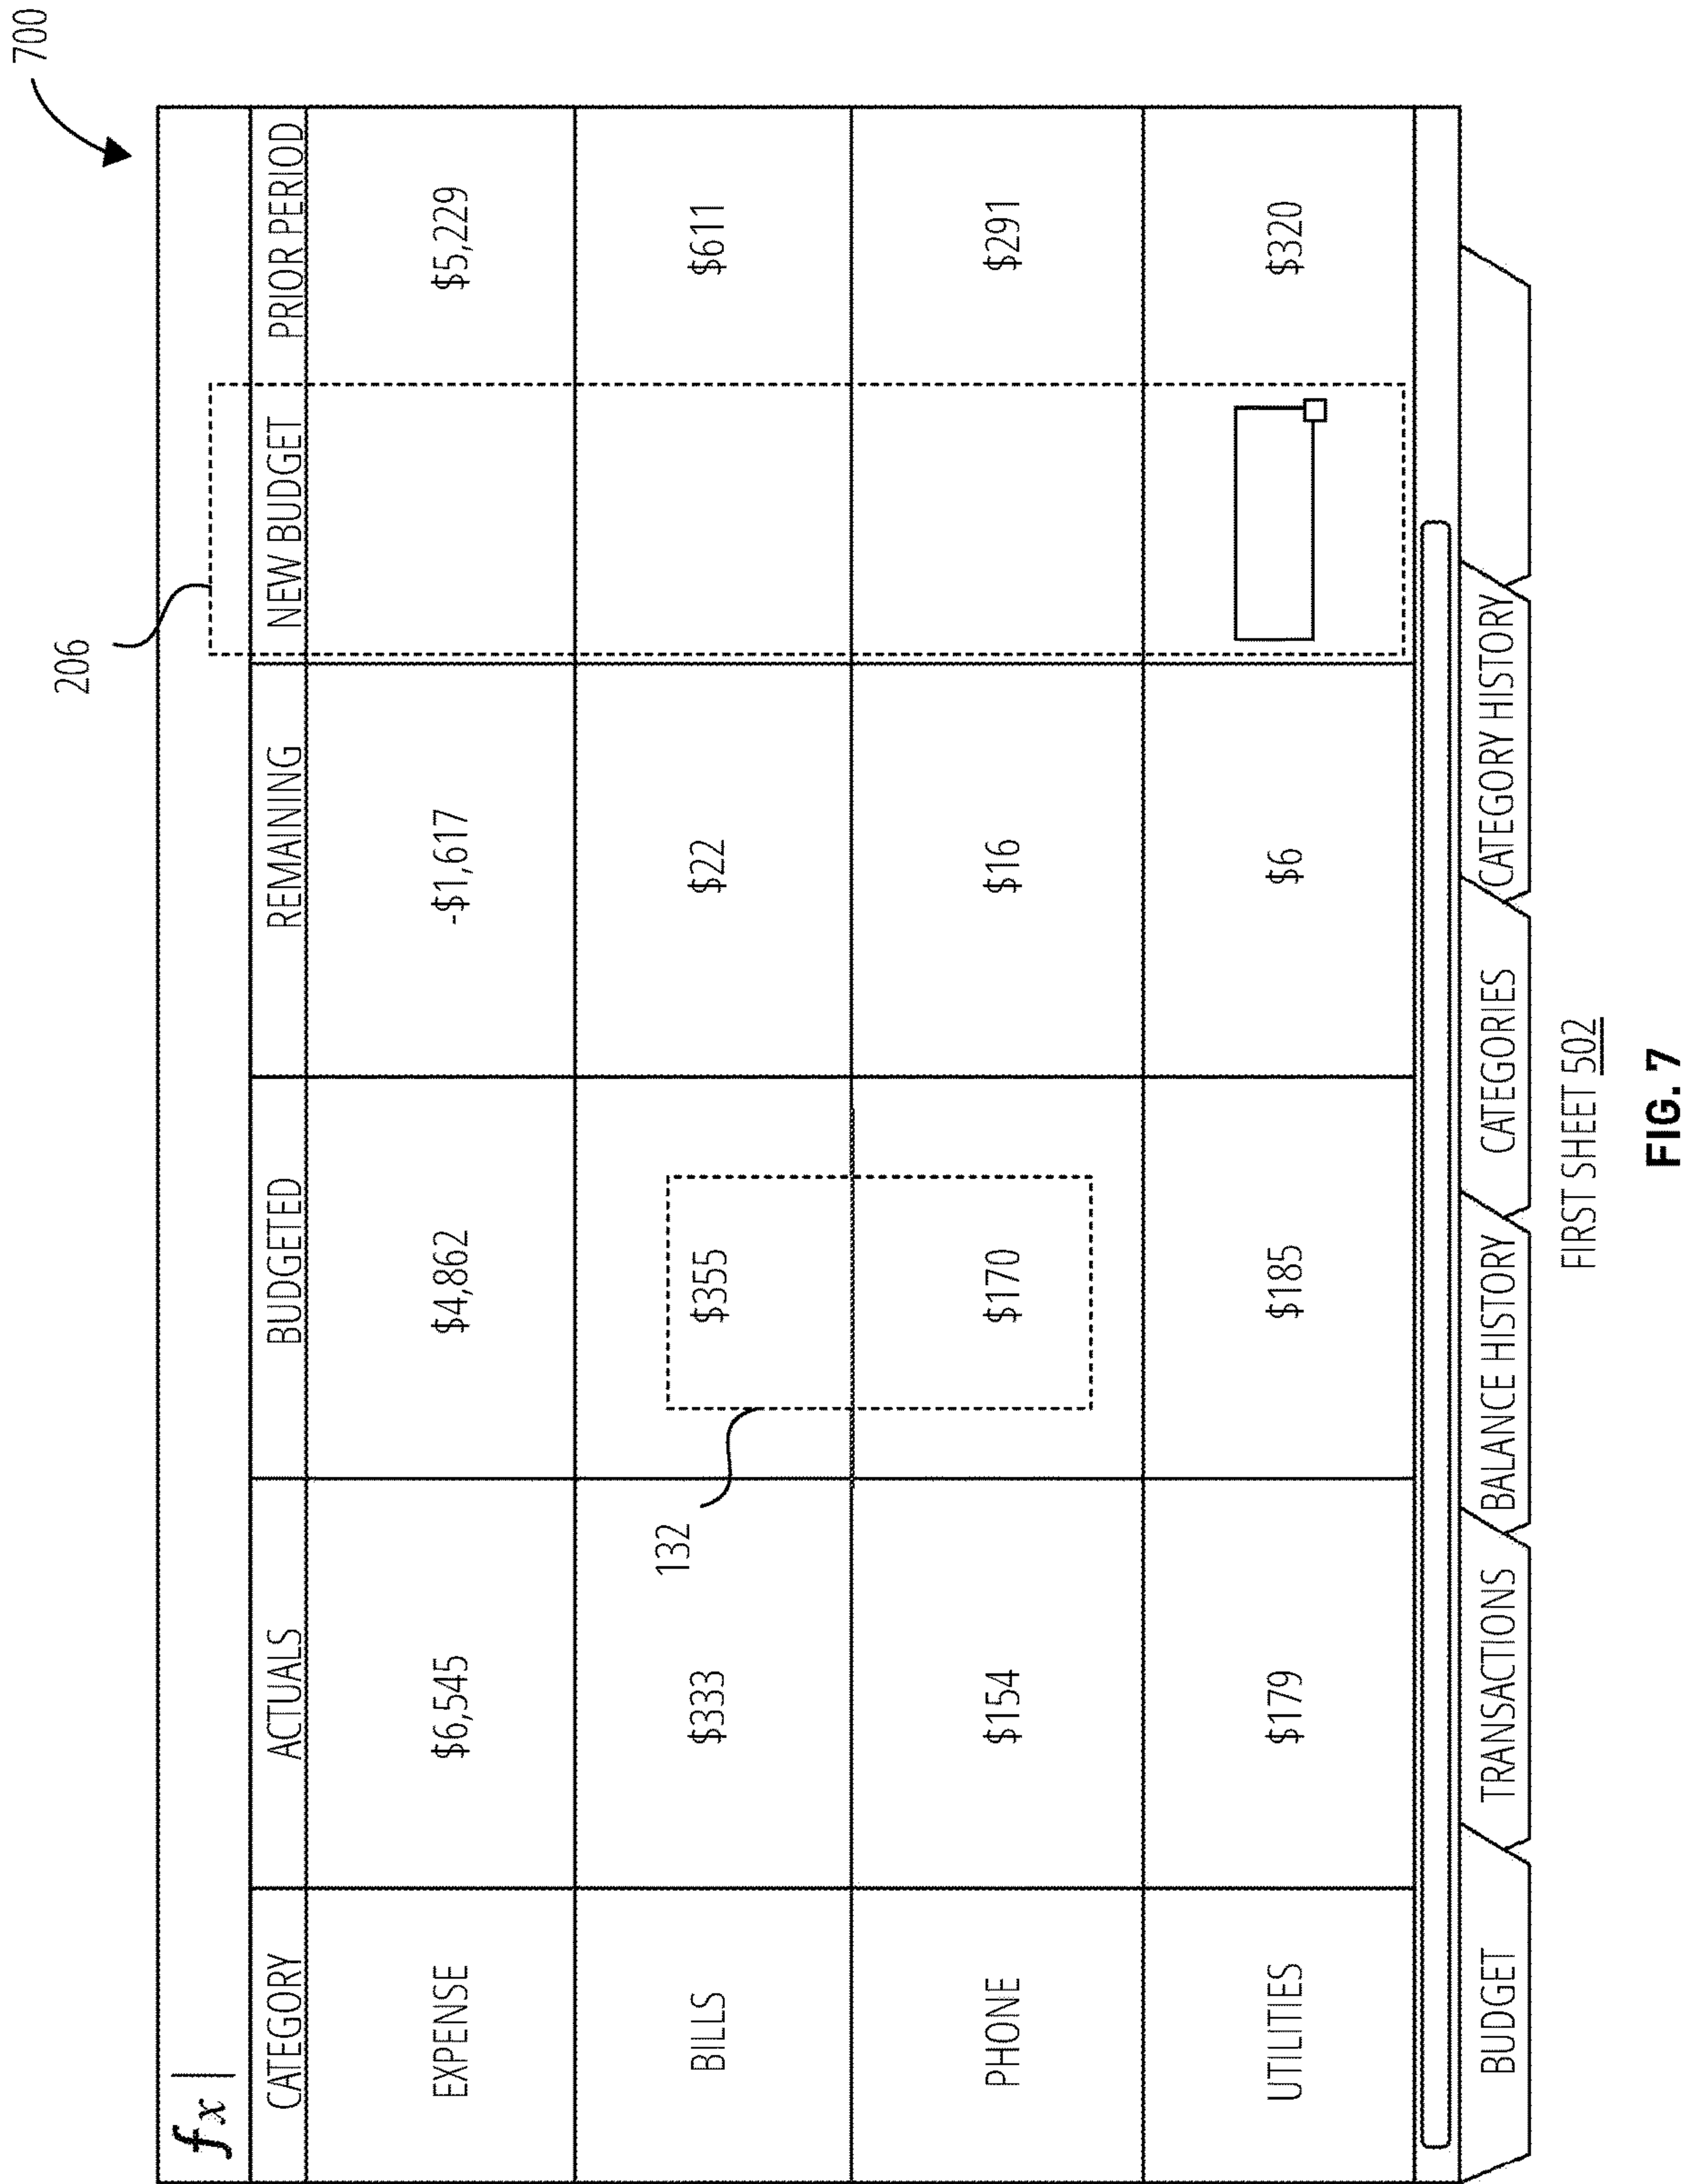 700
206
fx
CATEGORY ACTUALS BUDGETED REMAINING NEW BUDGET PRIOR PERIOD
EXPENSE $6,545 $4,862 -$1,617 $5,229
BILLS $333 $355 $22 $611
132
PHONE $154 $170 $16 $291
UTILITIES $179 $185 $6 $320
BUDGET TRANSACTIONS BALANCE HISTORY CATEGORIES CATEGORY HISTORY
FIRST SHEET 502
FIG. 7